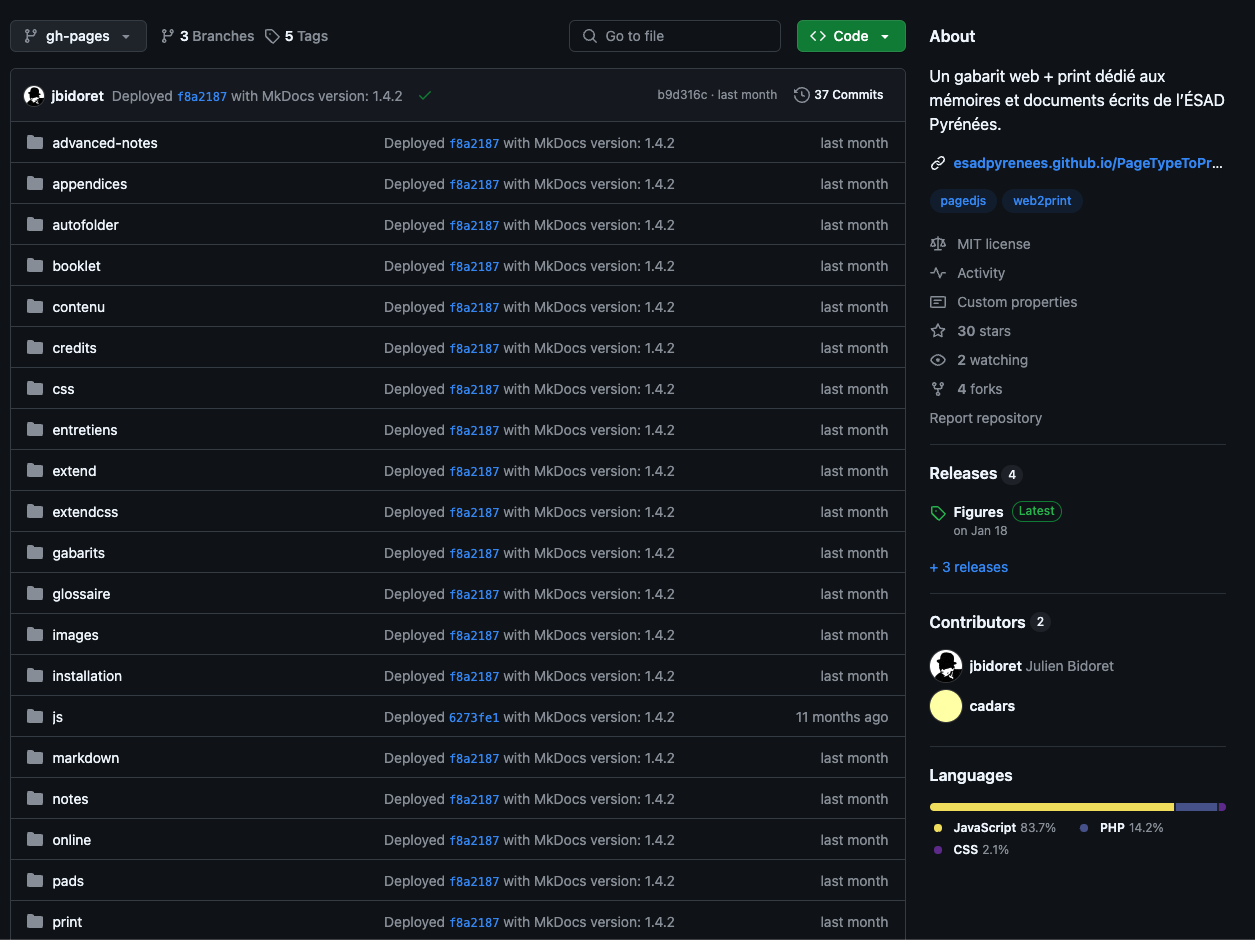 gh-pages
3 Branches
5 Tags
Go to file
Code
jbidoret Deployed f8a2187 with MkDocs version: 1.4.2
b9d316c · last month
37 Commits
advanced-notes Deployed f8a2187 with MkDocs version: 1.4.2 last month
appendices Deployed f8a2187 with MkDocs version: 1.4.2 last month
autofolder Deployed f8a2187 with MkDocs version: 1.4.2 last month
booklet Deployed f8a2187 with MkDocs version: 1.4.2 last month
contenu Deployed f8a2187 with MkDocs version: 1.4.2 last month
credits Deployed f8a2187 with MkDocs version: 1.4.2 last month
css Deployed f8a2187 with MkDocs version: 1.4.2 last month
entretiens Deployed f8a2187 with MkDocs version: 1.4.2 last month
extend Deployed f8a2187 with MkDocs version: 1.4.2 last month
extendcss Deployed f8a2187 with MkDocs version: 1.4.2 last month
gabarits Deployed f8a2187 with MkDocs version: 1.4.2 last month
glossaire Deployed f8a2187 with MkDocs version: 1.4.2 last month
images Deployed f8a2187 with MkDocs version: 1.4.2 last month
installation Deployed f8a2187 with MkDocs version: 1.4.2 last month
js Deployed 6273fe1 with MkDocs version: 1.4.2 11 months ago
markdown Deployed f8a2187 with MkDocs version: 1.4.2 last month
notes Deployed f8a2187 with MkDocs version: 1.4.2 last month
online Deployed f8a2187 with MkDocs version: 1.4.2 last month
pads Deployed f8a2187 with MkDocs version: 1.4.2 last month
print Deployed f8a2187 with MkDocs version: 1.4.2 last month
About
Un gabarit web + print dédié aux
mémoires et documents écrits de l’ÉSAD
Pyrénées.
esadpyrenees.github.io/PageTypeToPr...
pagedjs web2print
MIT license
Activity
Custom properties
30 stars
2 watching
4 forks
Report repository
Releases 4
Figures Latest
on Jan 18
+ 3 releases
Contributors 2
jbidoret Julien Bidoret
cadars
Languages
JavaScript 83.7% PHP 14.2%
CSS 2.1%